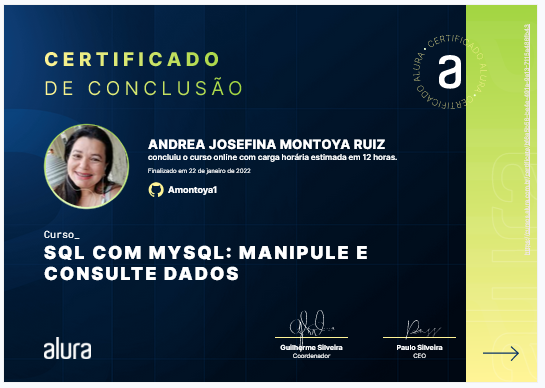 CERTIFICADO
DE CONCLUSÃO
CERTIFICADO ALURA • CERTIFICADO ALURA •
a
ANDREA JOSEFINA MONTOYA RUIZ
concluiu o curso online com carga horária estimada em 12 horas.
Finalizado em 22 de janeiro de 2022
Amontoya1
Curso_
SQL COM MYSQL: MANIPULE E
CONSULTE DADOS
alura
Guilherme Silveira
Coordenador
Paulo Silveira
CEO